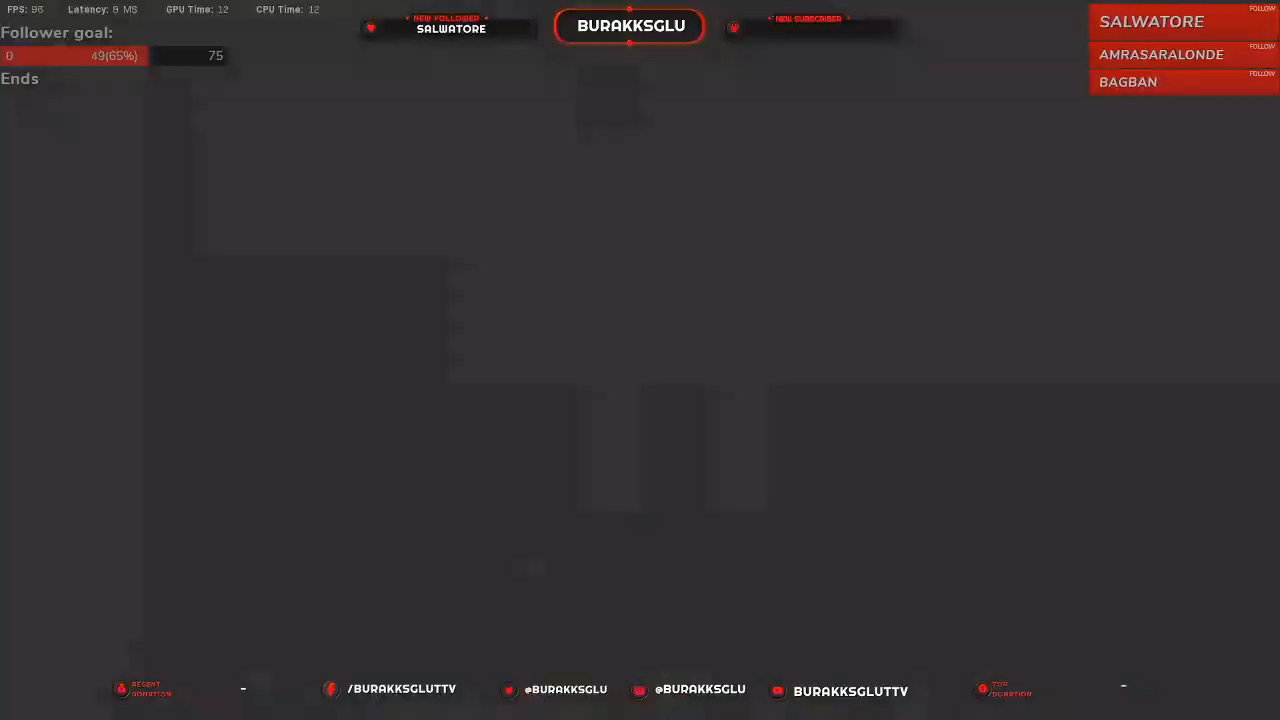 FPS: 96 Latency: 9 MS GPU Time: 12 CPU Time: 12
Follower goal:
0 49(65%) 75
Ends
NEW FOLLOWER
SALWATORE
BURAKKSGLU
NEW SUBSCRIBER
FOLLOW
SALWATORE
FOLLOW
AMRASARALONDE
FOLLOW
BAGBAN
RECENT
DONATION
-
/BURAKKSGLUTTV
@BURAKKSGLU
@BURAKKSGLU
BURAKKSGLUTTV
TOP
DONATION
-